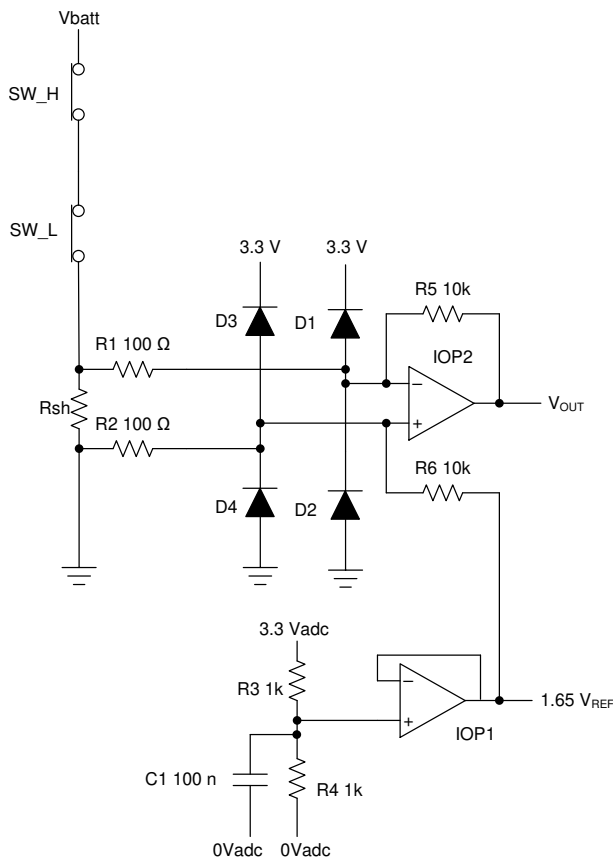 Vbatt
SW_H
SW_L
3.3 V
3.3 V
R5 10k
D3
D1
R1 100 Ω
IOP2
−
+
Rsh
VOUT
R2 100 Ω
R6 10k
D4
D2
3.3 Vadc
R3 1k
−
+
1.65 VREF
IOP1
C1 100 n
R4 1k
0Vadc
0Vadc